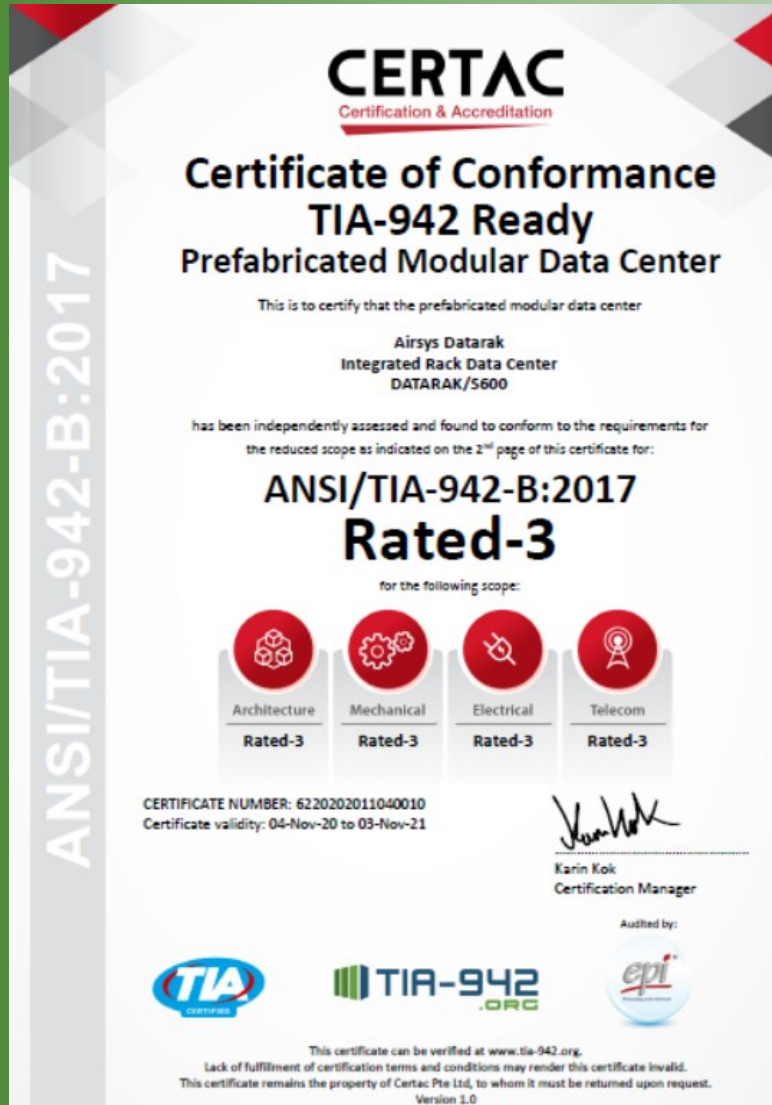 CERTAC
Certification & Accreditation
Certificate of Conformance
TIA-942 Ready
Prefabricated Modular Data Center
This is to certify that the prefabricated modular data center
Airsys Datarak
Integrated Rack Data Center
DATARAK/S600
has been independently assessed and found to conform to the requirements for
the reduced scope as indicated on the 2nd page of this certificate for:
ANSI/TIA-942-B:2017
Rated-3
for the following scope:
Architecture Mechanical Electrical Telecom
Rated-3 Rated-3 Rated-3 Rated-3
CERTIFICATE NUMBER: 6220202011040010
Certificate validity: 04-Nov-20 to 03-Nov-21
Karin Kok
Certification Manager
Audited by:
TIA
CERTIFIED
TIA-942
.ORG
epi
This certificate can be verified at www.tia-942.org.
Lack of fulfillment of certification terms and conditions may render this certificate invalid.
This certificate remains the property of Certac Pte Ltd, to whom it must be returned upon request.
Version 1.0
ANSI/TIA-942-B:2017